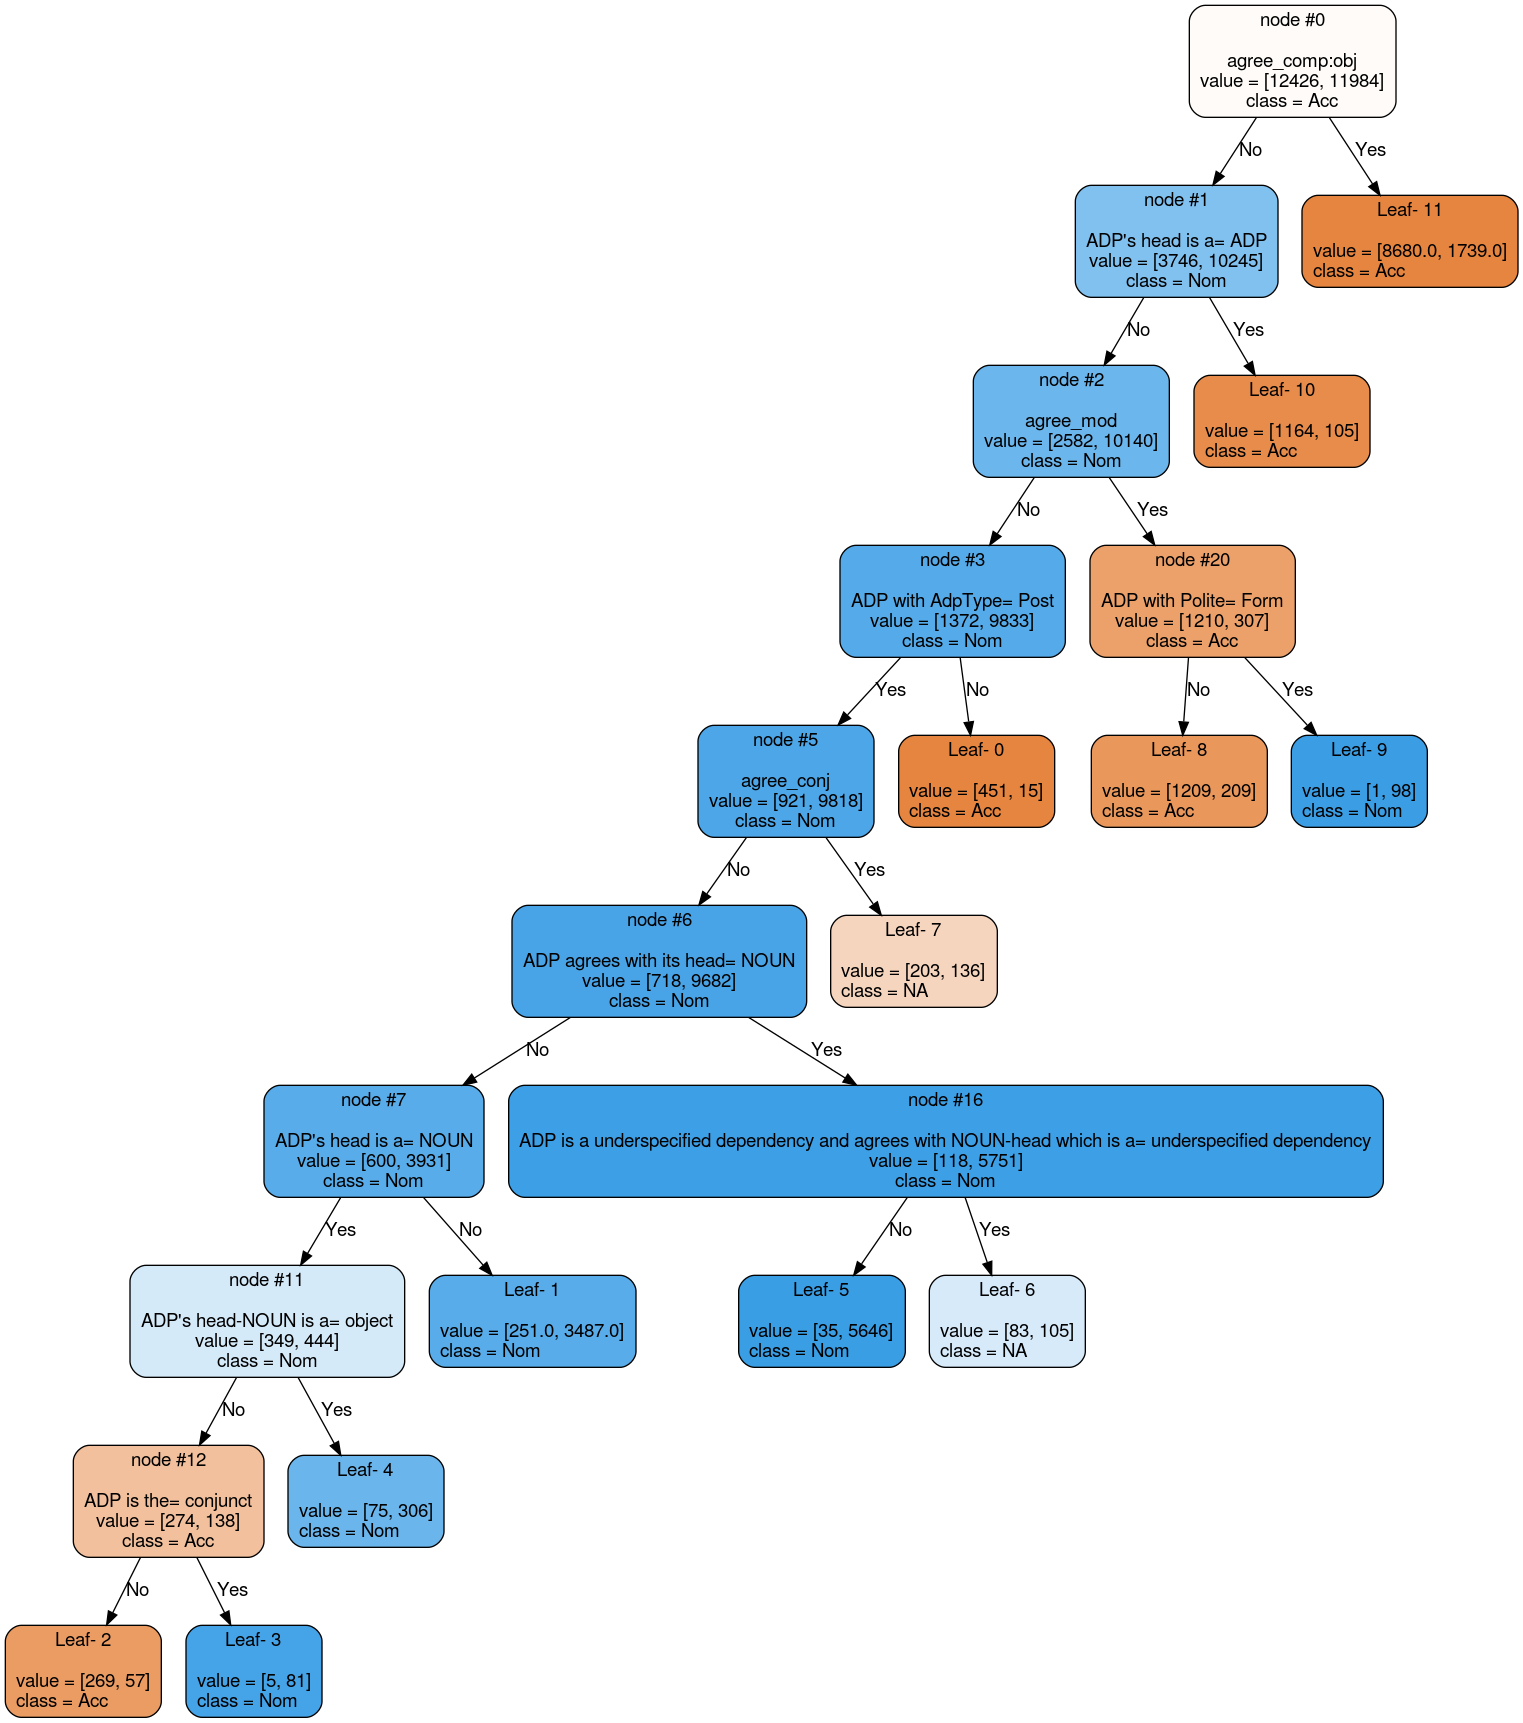 node #0
agree_comp:obj
value = [12426, 11984]
class = Acc
No
Yes
node #1
ADP's head is a= ADP
value = [3746, 10245]
class = Nom
Leaf- 11
value = [8680.0, 1739.0]
class = Acc
No
Yes
node #2
agree_mod
value = [2582, 10140]
class = Nom
Leaf- 10
value = [1164, 105]
class = Acc
No
Yes
node #3
ADP with AdpType= Post
value = [1372, 9833]
class = Nom
node #20
ADP with Polite= Form
value = [1210, 307]
class = Acc
Yes
No
No
Yes
node #5
agree_conj
value = [921, 9818]
class = Nom
Leaf- 0
value = [451, 15]
class = Acc
Leaf- 8
value = [1209, 209]
class = Acc
Leaf- 9
value = [1, 98]
class = Nom
No
Yes
node #6
ADP agrees with its head= NOUN
value = [718, 9682]
class = Nom
Leaf- 7
value = [203, 136]
class = NA
No
Yes
node #7
ADP's head is a= NOUN
value = [600, 3931]
class = Nom
node #16
ADP is a underspecified dependency and agrees with NOUN-head which is a= underspecified dependency
value = [118, 5751]
class = Nom
Yes
No
No
Yes
node #11
ADP's head-NOUN is a= object
value = [349, 444]
class = Nom
Leaf- 1
value = [251.0, 3487.0]
class = Nom
Leaf- 5
value = [35, 5646]
class = Nom
Leaf- 6
value = [83, 105]
class = NA
No
Yes
node #12
ADP is the= conjunct
value = [274, 138]
class = Acc
Leaf- 4
value = [75, 306]
class = Nom
No
Yes
Leaf- 2
value = [269, 57]
class = Acc
Leaf- 3
value = [5, 81]
class = Nom